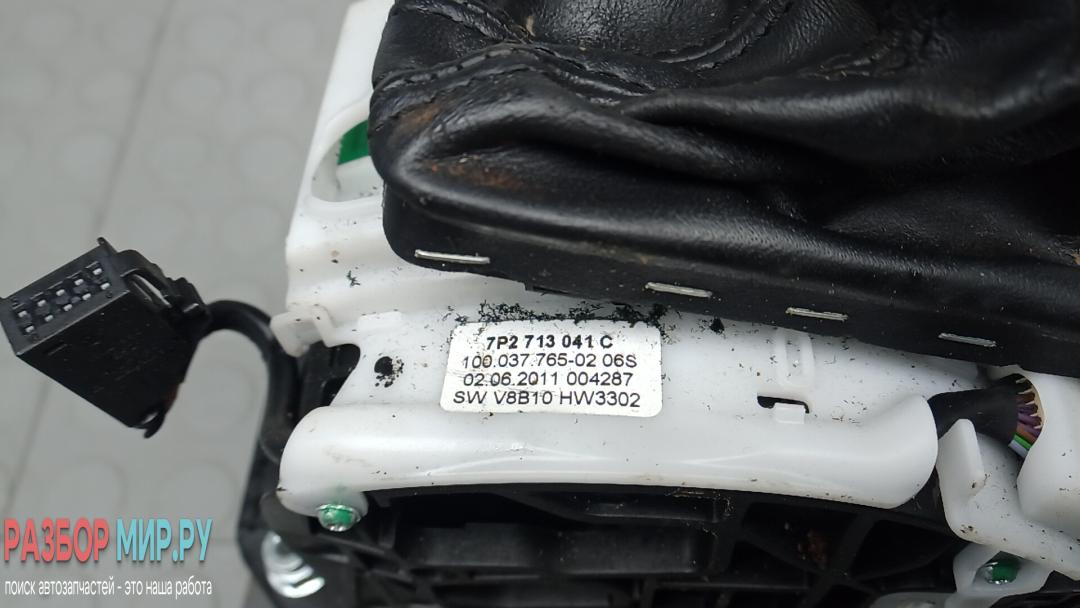 7P2 713 041 C
100.037.765-02 06S
02.06.2011 004287
SW V8B10 HW3302
РАЗБОР МИР.РУ
поиск автозапчастей - это наша работа